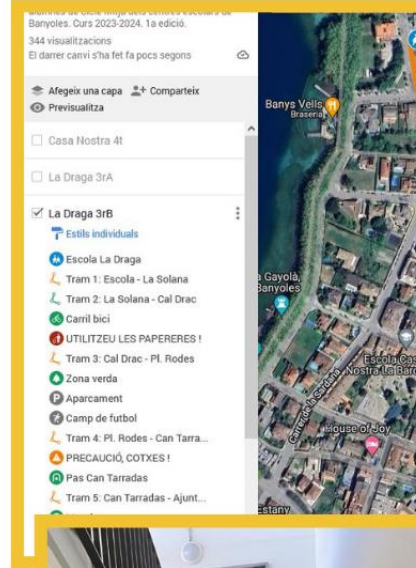 Banyoles. Curs 2023-2024. 1a edició.
344 visualitzacions
El darrer canvi s'ha fet fa pocs segons
Afegeix una capa Comparteix
Previsualitza
Casa Nostra 4t
La Draga 3rA
La Draga 3rB
Estils individuals
Escola La Draga
Tram 1: Escola - La Solana
Tram 2: La Solana - Cal Drac
Carril bici
UTILITZEU LES PAPERERES !
Tram 3: Cal Drac - Pl. Rodes
Zona verda
Aparcament
Camp de futbol
Tram 4: Pl. Rodes - Can Tarra...
PRECAUCIÓ, COTXES !
Pas Can Tarradas
Tram 5: Can Tarradas - Ajunt...
Banys Vells
Braseria
a Gayolà,
Banyoles
Escola Cas
Nostra La Barc
Carrer de la Sardana
House of Joy
Estany